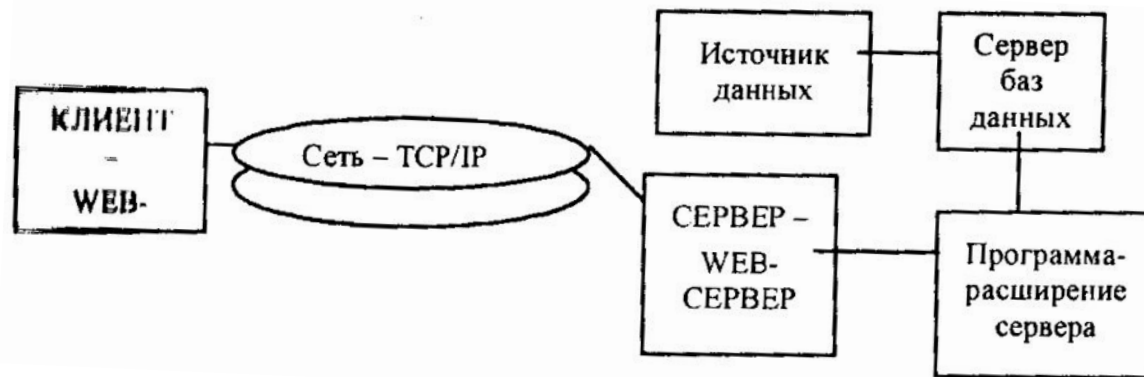 КЛИЕНТ
–
WEB-
Сеть – TCP/IP
Источник
данных
Сервер
баз
данных
СЕРВЕР –
WEB-
СЕРВЕР
Программа-
расширение
сервера